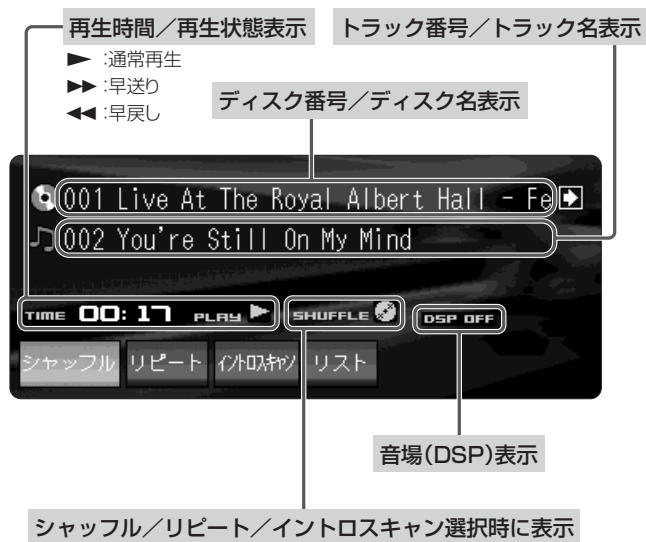 再生時間／再生状態表示
トラック番号／トラック名表示
▶ :通常再生
▶▶ :早送り
◀◀ :早戻し
ディスク番号／ディスク名表示
001 Live At The Royal Albert Hall - Fe
002 You're Still On My Mind
TIME 00:17 PLAY ▶ SHUFFLE DSP OFF
シャッフル リピート イントロスキャン リスト
音場(DSP)表示
シャッフル／リピート／イントロスキャン選択時に表示